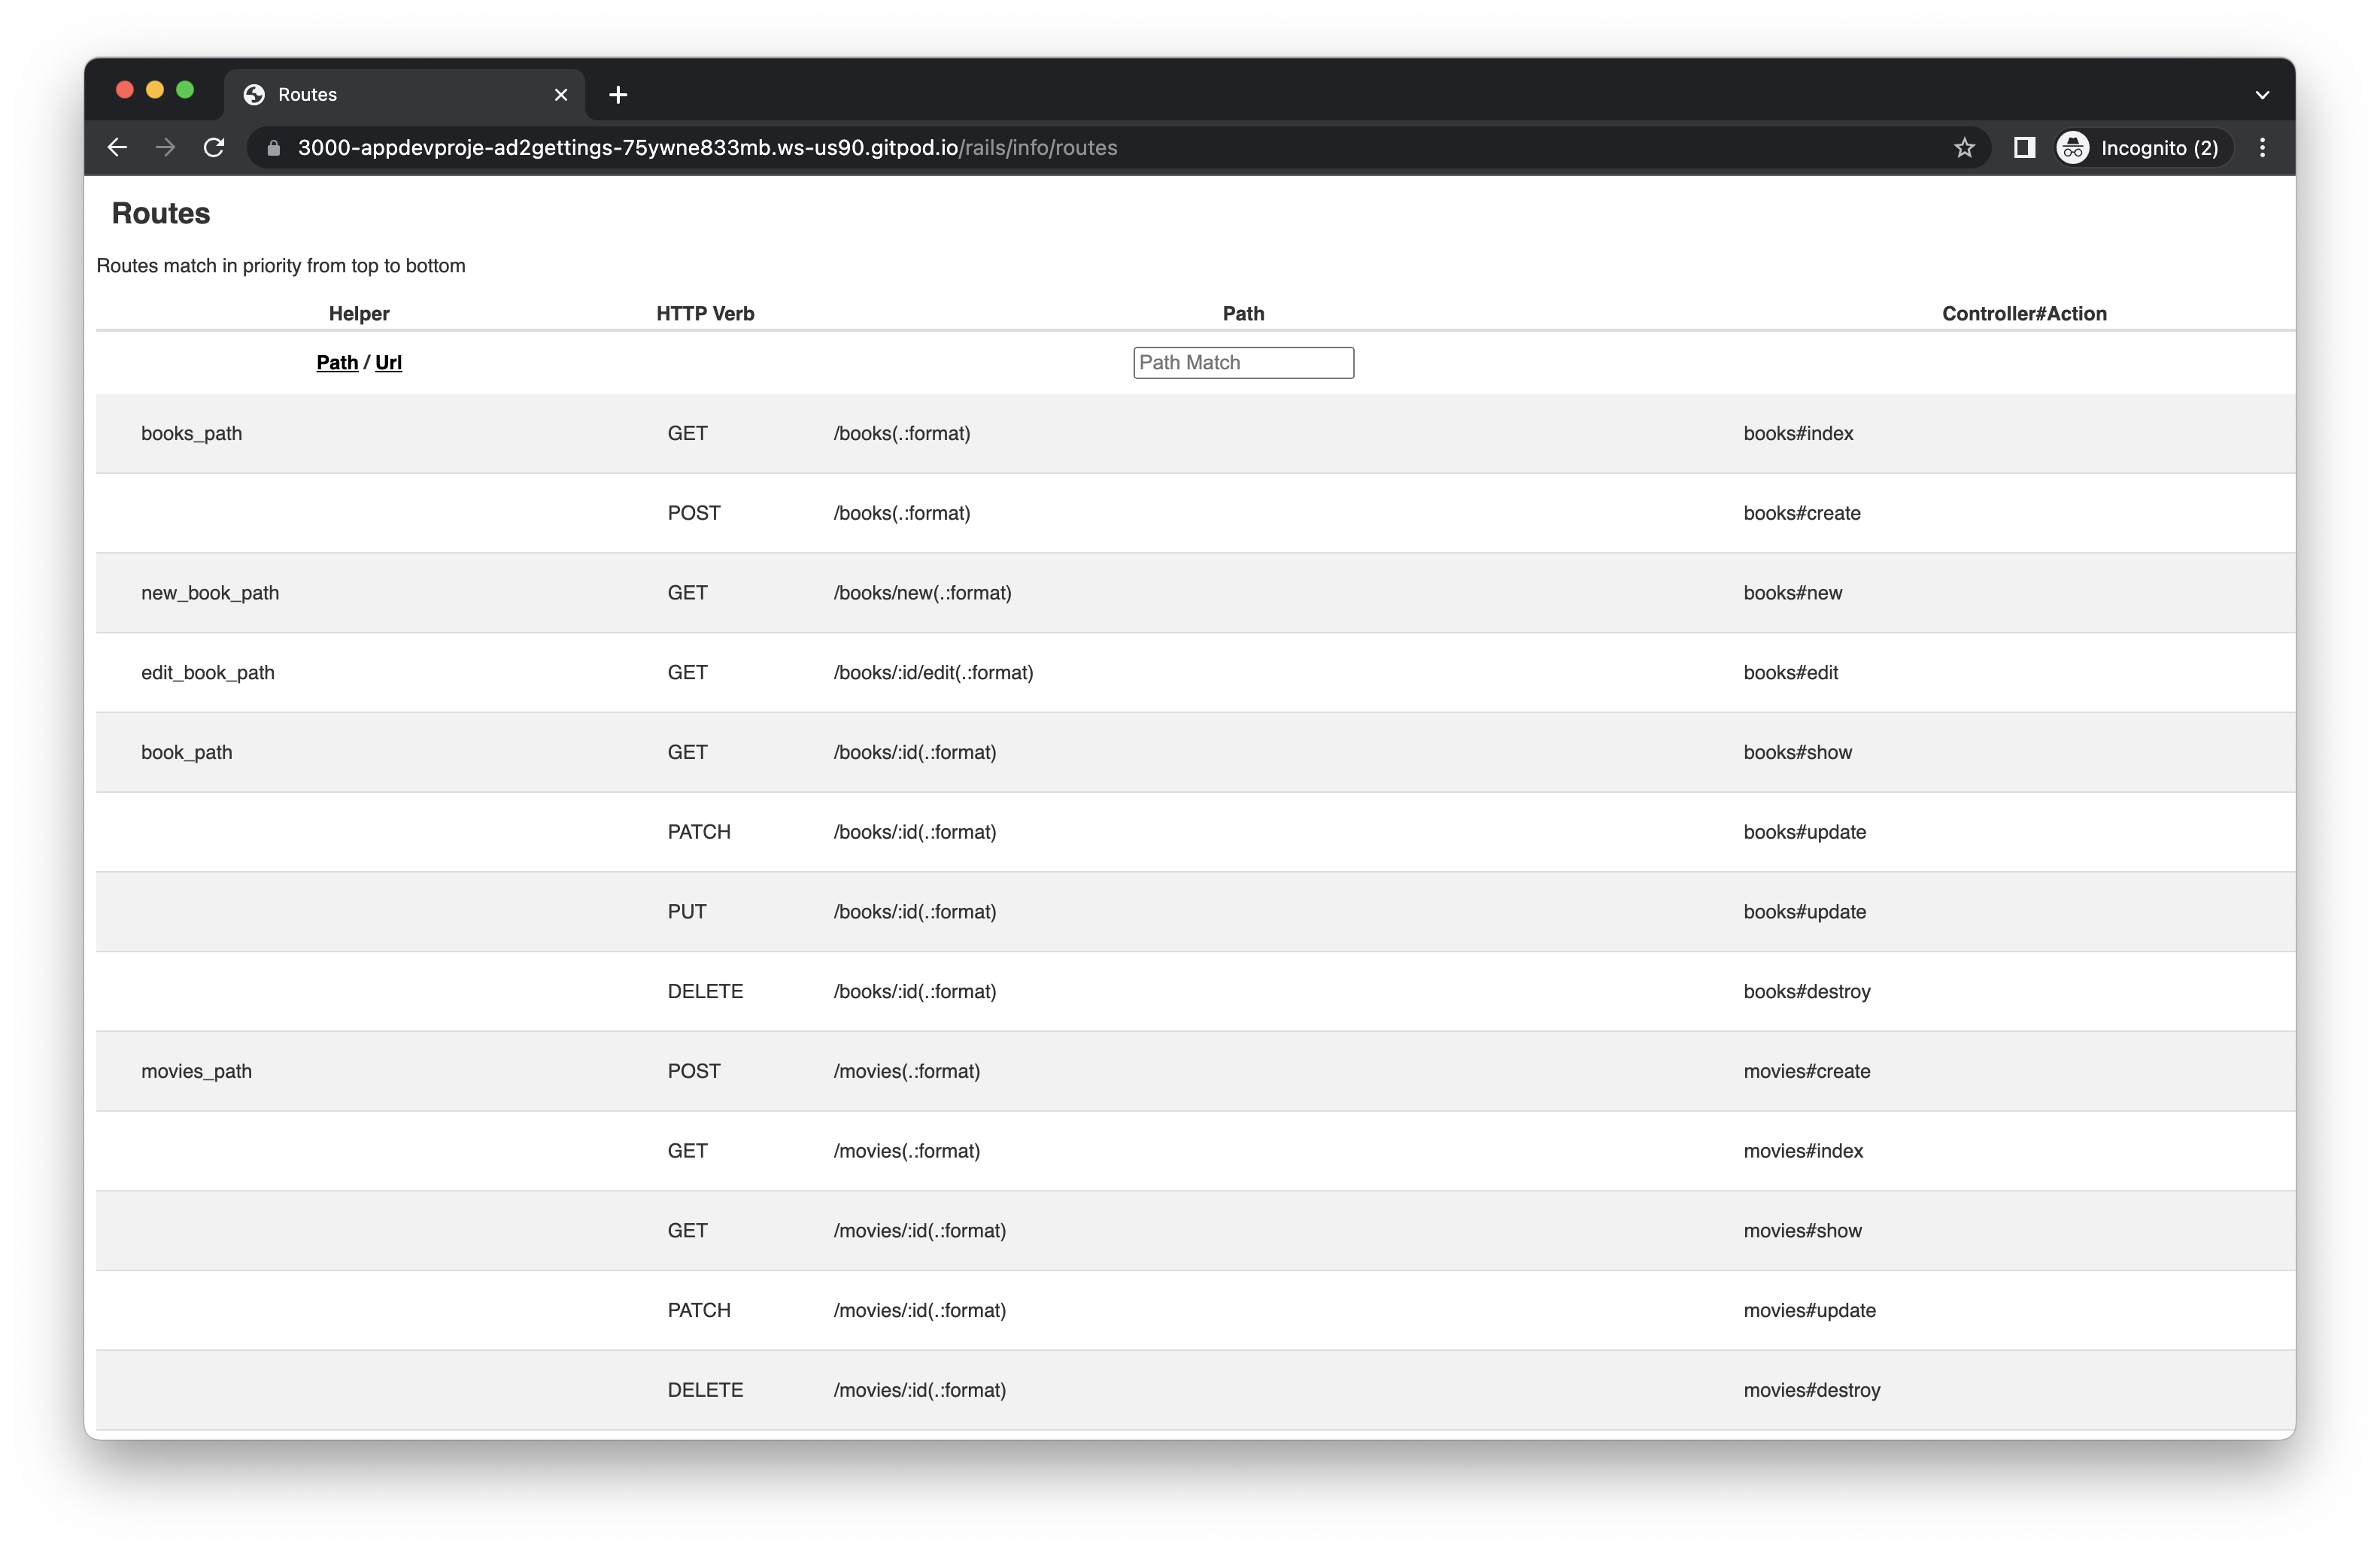 Routes
3000-appdevproje-ad2gettings-75ywne833mb.ws-us90.gitpod.io/rails/info/routes
Incognito (2)
Routes
Routes match in priority from top to bottom
Helper HTTP Verb Path Controller#Action
Path / Url Path Match
books_path GET /books(.:format) books#index
POST /books(.:format) books#create
new_book_path GET /books/new(.:format) books#new
edit_book_path GET /books/:id/edit(.:format) books#edit
book_path GET /books/:id(.:format) books#show
PATCH /books/:id(.:format) books#update
PUT /books/:id(.:format) books#update
DELETE /books/:id(.:format) books#destroy
movies_path POST /movies(.:format) movies#create
GET /movies(.:format) movies#index
GET /movies/:id(.:format) movies#show
PATCH /movies/:id(.:format) movies#update
DELETE /movies/:id(.:format) movies#destroy